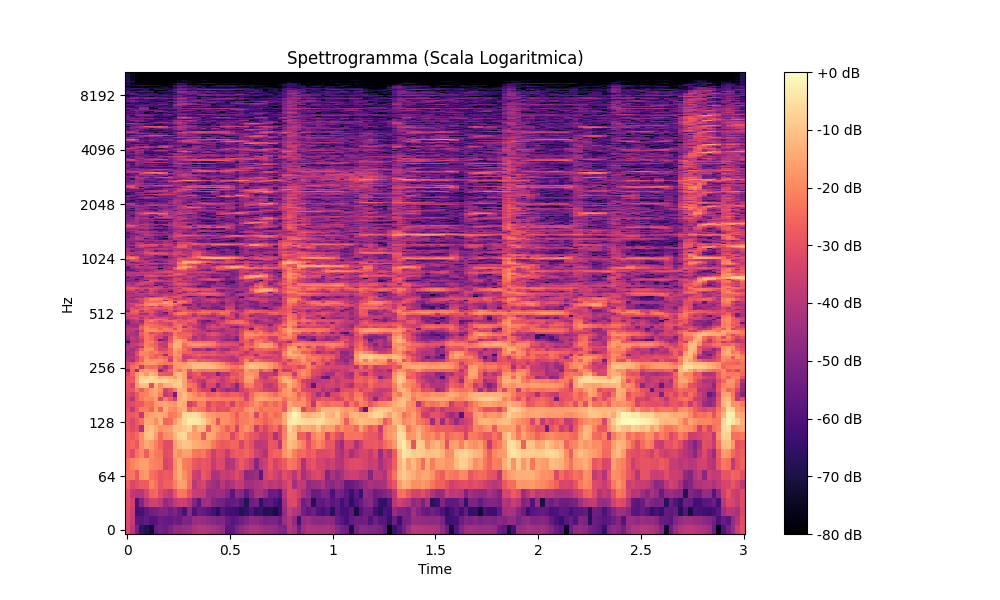 Spettrogramma (Scala Logaritmica)
Hz
8192
4096
2048
1024
512
256
128
64
0
0 0.5 1 1.5 2 2.5 3
Time
+0 dB
-10 dB
-20 dB
-30 dB
-40 dB
-50 dB
-60 dB
-70 dB
-80 dB